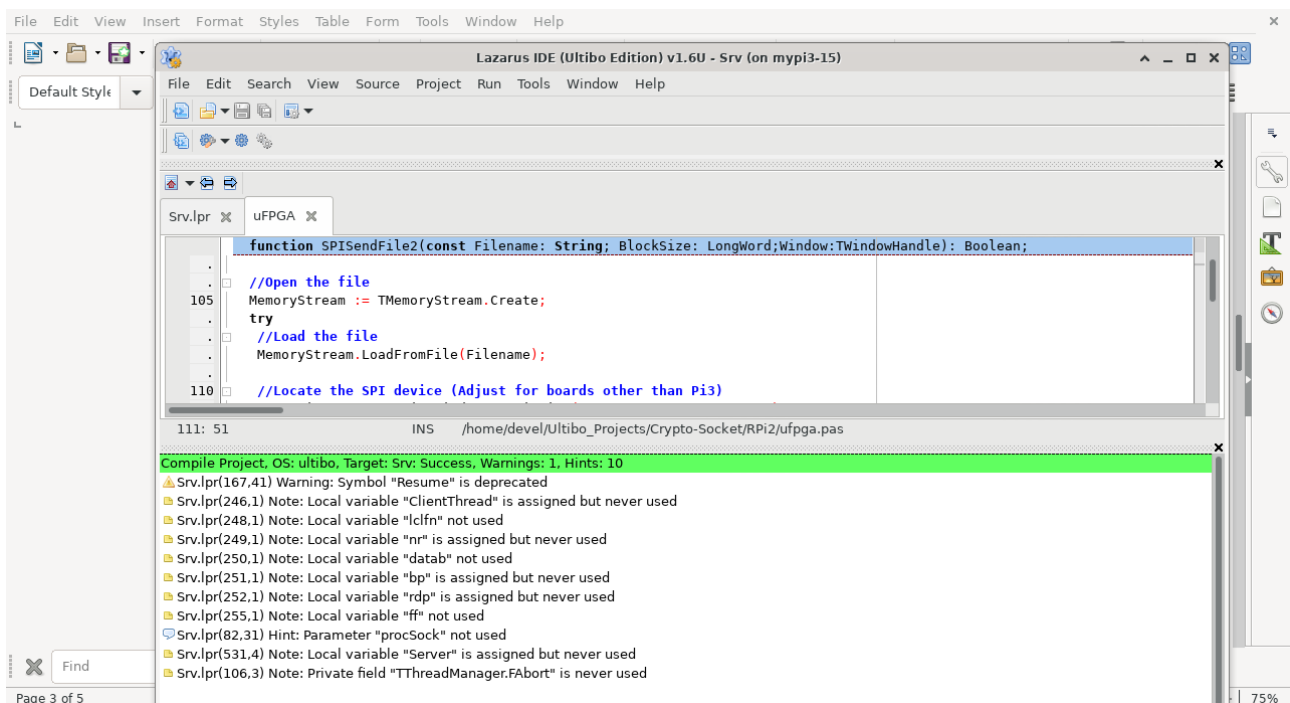 File Edit View Insert Format Styles Table Form Tools Window Help
Lazarus IDE (Ultibo Edition) v1.6U - Srv (on mypi3-15)
Default Style
File Edit Search View Source Project Run Tools Window Help
Srv.lpr uFPGA
function SPISendFile2(const Filename: String; BlockSize: LongWord;Window:TWindowHandle): Boolean;
//Open the file
105 MemoryStream := TMemoryStream.Create;
try
//Load the file
MemoryStream.LoadFromFile(Filename);
110 //Locate the SPI device (Adjust for boards other than Pi3)
111: 51 INS /home/devel/Ultibo_Projects/Crypto-Socket/RPi2/ufpga.pas
Compile Project, OS: ultibo, Target: Srv: Success, Warnings: 1, Hints: 10
Srv.lpr(167,41) Warning: Symbol "Resume" is deprecated
Srv.lpr(246,1) Note: Local variable "ClientThread" is assigned but never used
Srv.lpr(248,1) Note: Local variable "lclfn" not used
Srv.lpr(249,1) Note: Local variable "nr" is assigned but never used
Srv.lpr(250,1) Note: Local variable "datab" not used
Srv.lpr(251,1) Note: Local variable "bp" is assigned but never used
Srv.lpr(252,1) Note: Local variable "rdp" is assigned but never used
Srv.lpr(255,1) Note: Local variable "ff" not used
Srv.lpr(82,31) Hint: Parameter "procSock" not used
Srv.lpr(531,4) Note: Local variable "Server" is assigned but never used
Srv.lpr(106,3) Note: Private field "TThreadManager.FAbort" is never used
Find
Page 3 of 5
75%